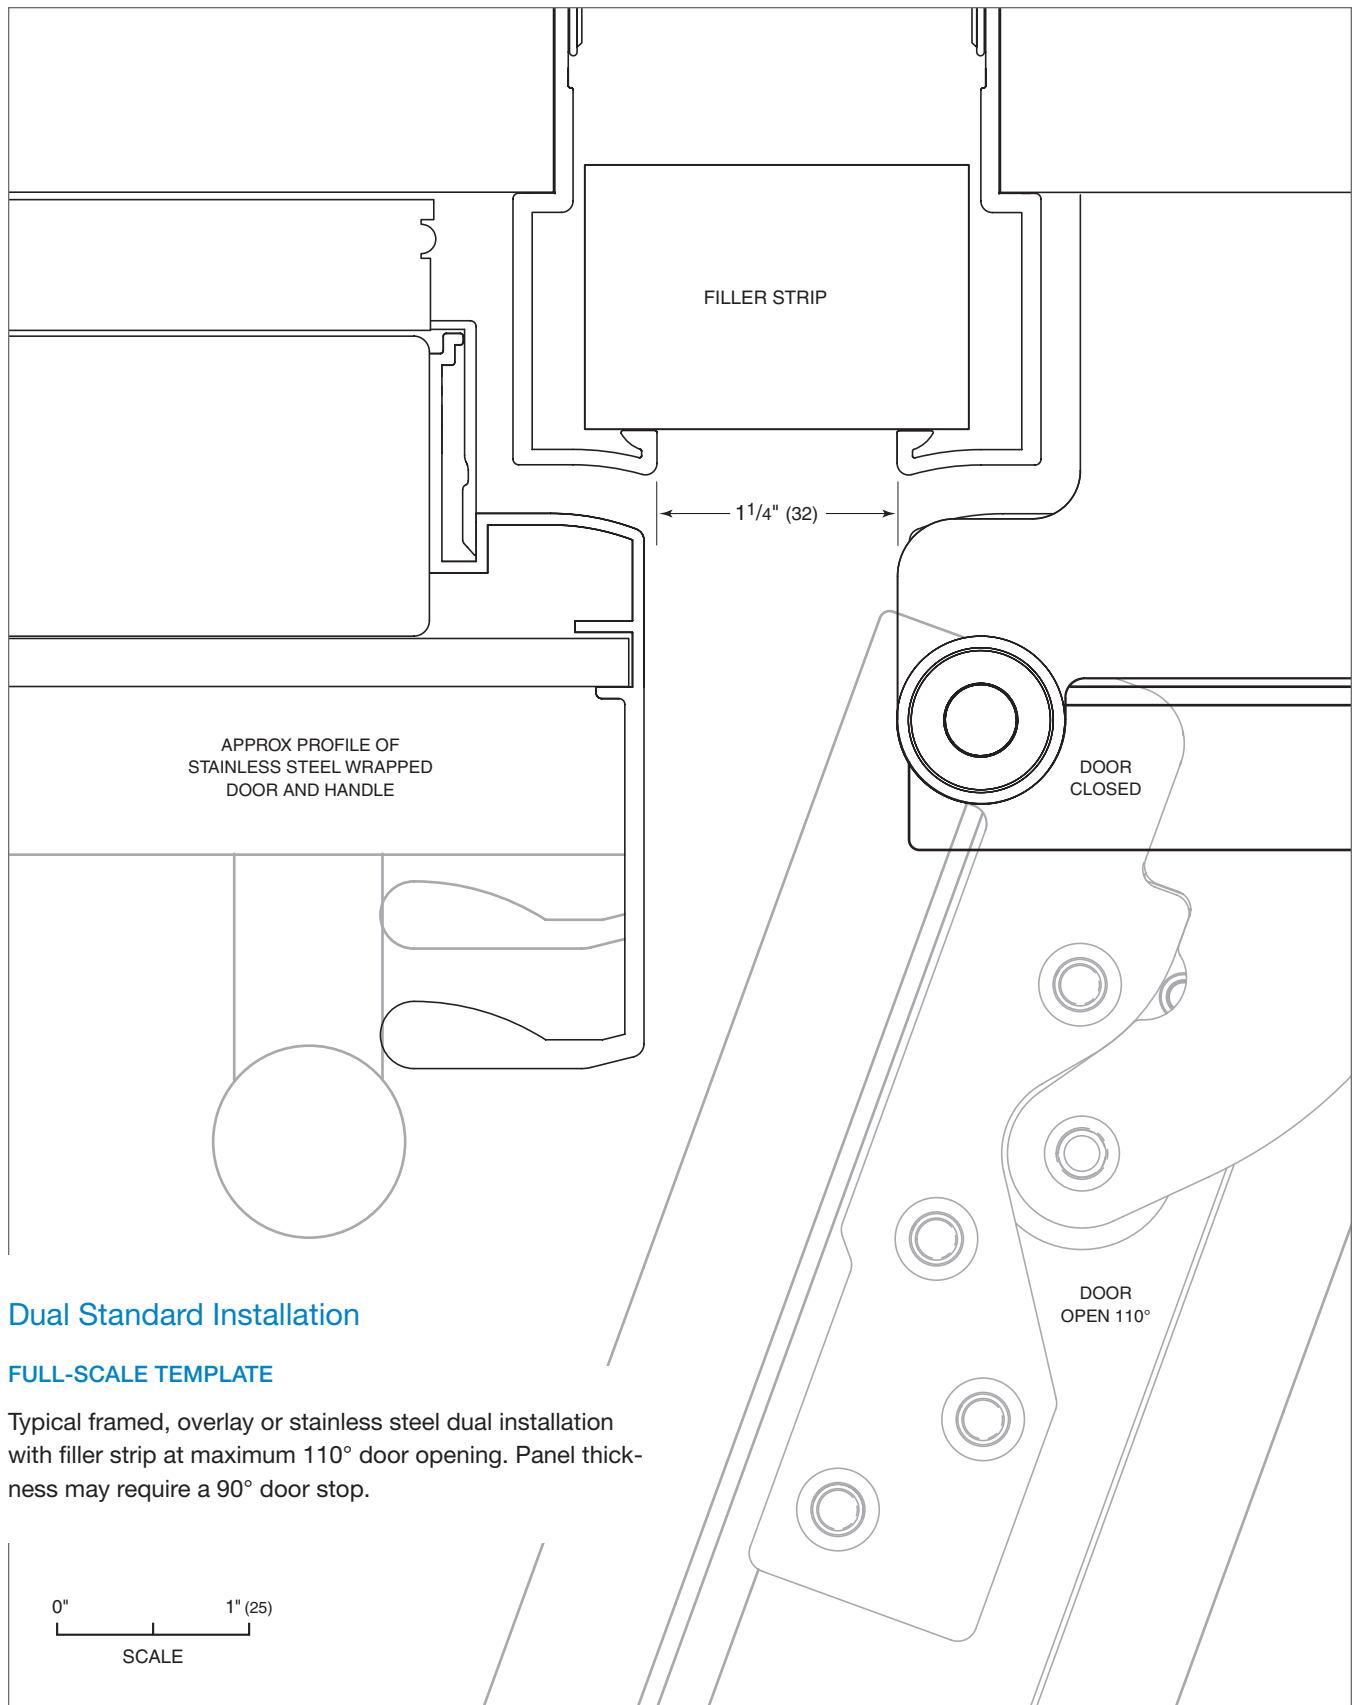 FILLER STRIP
1 1/4" (32)
APPROX PROFILE OF
STAINLESS STEEL WRAPPED
DOOR AND HANDLE
DOOR
CLOSED
DOOR
OPEN 110°
Dual Standard Installation
FULL-SCALE TEMPLATE
Typical framed, overlay or stainless steel dual installation
with filler strip at maximum 110° door opening. Panel thick-
ness may require a 90° door stop.
0" 1" (25)
SCALE